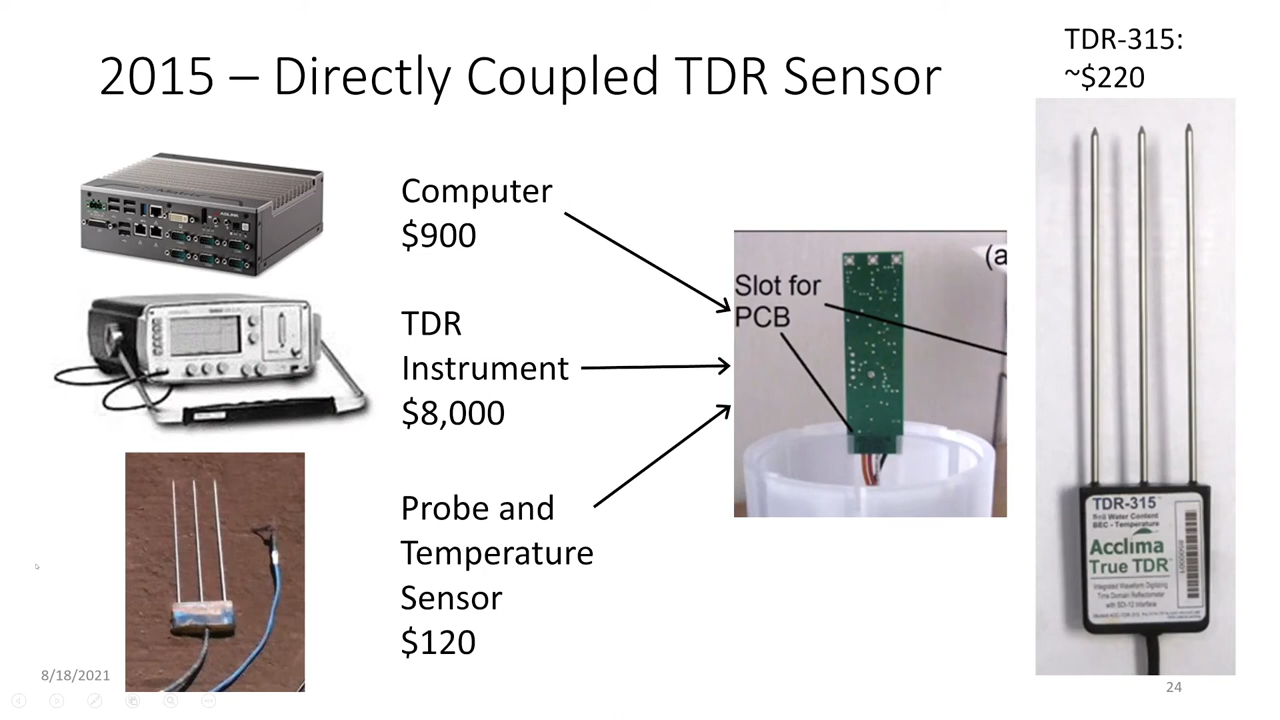 2015 – Directly Coupled TDR Sensor
TDR-315:
~$220
Computer
$900
TDR
Instrument
$8,000
Probe and
Temperature
Sensor
$120
Slot for
PCB
(a
TDR-315
Soil Water Content
SEC - Temperature
Acclima
True TDR
Integrated Waveform Digitizing
Time Domain Reflectometer
with SDI-12 Interface
ADLINK
8/18/2021
24